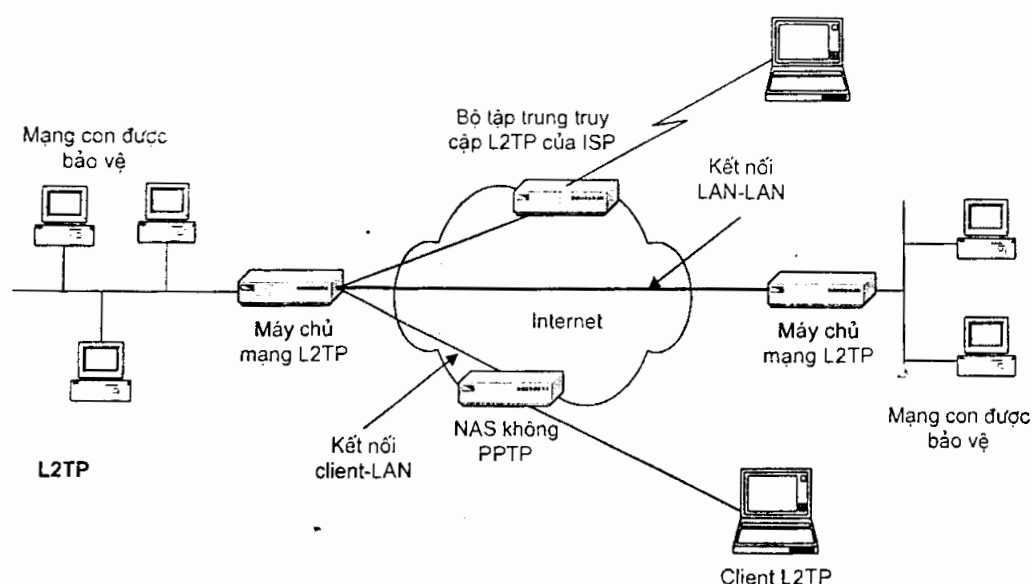 Bộ tập trung truy
cập L2TP của ISP
Mạng con được
bảo vệ
Kết nối
LAN-LAN
Máy chủ
mạng L2TP
Internet
Máy chủ
mạng L2TP
NAS không
PPTP
Mạng con được
bảo vệ
Kết nối
client-LAN
L2TP
Client L2TP